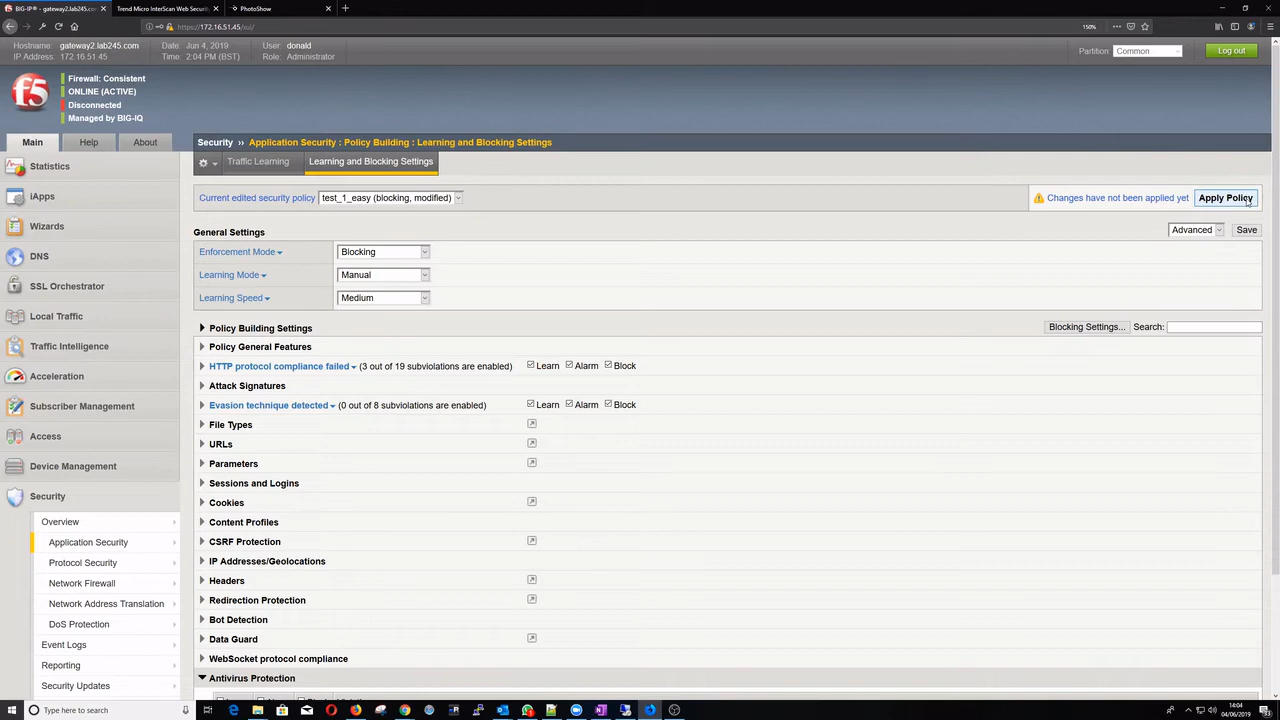 BIG-IP® - gateway2.lab245.com
Trend Micro InterScan Web Securit
PhotoShow
https://172.16.51.45/xui/
150%
Hostname: gateway2.lab245.com
Date: Jun 4, 2019
User: donald
IP Address: 172.16.51.45
Time: 2:04 PM (BST)
Role: Administrator
Partition: Common
Log out
f5
Firewall: Consistent
ONLINE (ACTIVE)
Disconnected
Managed by BIG-IQ
Main
Help
About
Security ›› Application Security : Policy Building : Learning and Blocking Settings
Traffic Learning
Learning and Blocking Settings
Statistics
iApps
Wizards
DNS
SSL Orchestrator
Local Traffic
Traffic Intelligence
Acceleration
Subscriber Management
Access
Device Management
Security
Overview
Application Security
Protocol Security
Network Firewall
Network Address Translation
DoS Protection
Event Logs
Reporting
Security Updates
Current edited security policy test_1_easy (blocking, modified)
Changes have not been applied yet Apply Policy
General Settings
Advanced
Save
Enforcement Mode Blocking
Learning Mode Manual
Learning Speed Medium
Policy Building Settings
Blocking Settings...
Search:
Policy General Features
HTTP protocol compliance failed (3 out of 19 subviolations are enabled) Learn Alarm Block
Attack Signatures
Evasion technique detected (0 out of 8 subviolations are enabled) Learn Alarm Block
File Types
URLs
Parameters
Sessions and Logins
Cookies
Content Profiles
CSRF Protection
IP Addresses/Geolocations
Headers
Redirection Protection
Bot Detection
Data Guard
WebSocket protocol compliance
Antivirus Protection
Type here to search
14:04
04/06/2019